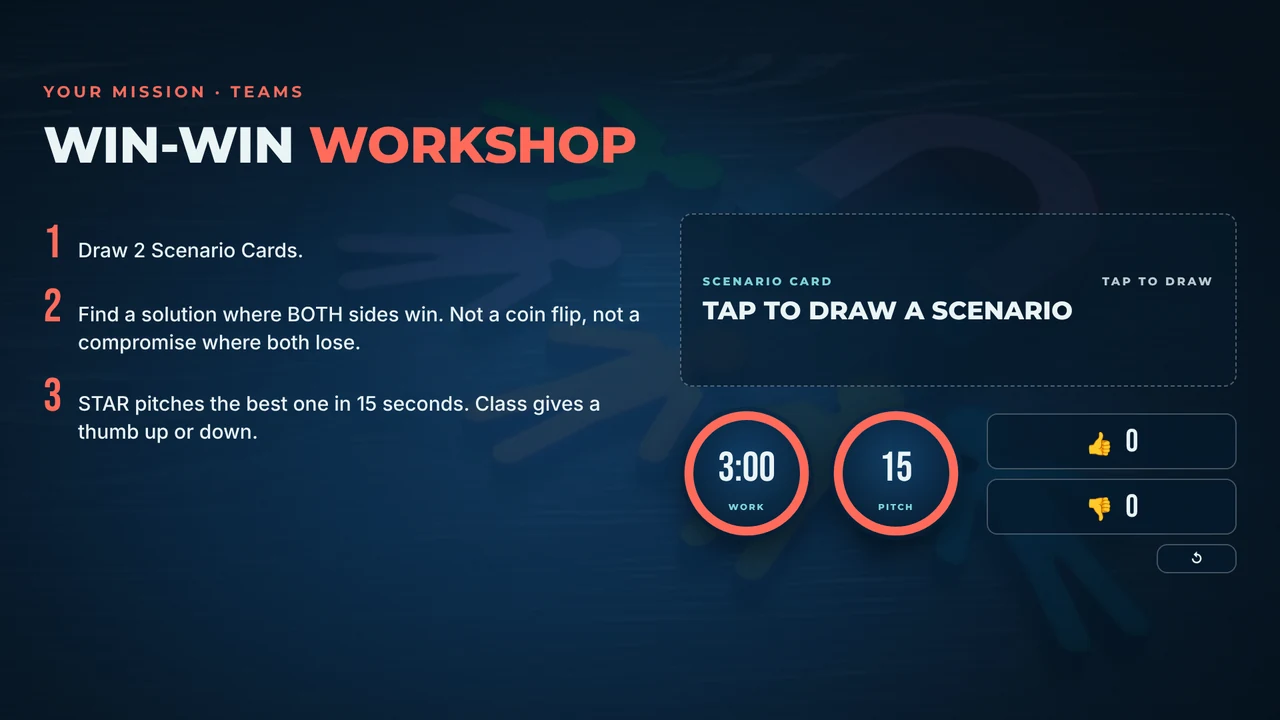 YOUR MISSION · TEAMS
WIN-WIN WORKSHOP
1 Draw 2 Scenario Cards.
2 Find a solution where BOTH sides win. Not a coin flip, not a
compromise where both lose.
3 STAR pitches the best one in 15 seconds. Class gives a
thumb up or down.
SCENARIO CARD
TAP TO DRAW
TAP TO DRAW A SCENARIO
3:00
WORK
15
PITCH
👍 0
👎 0